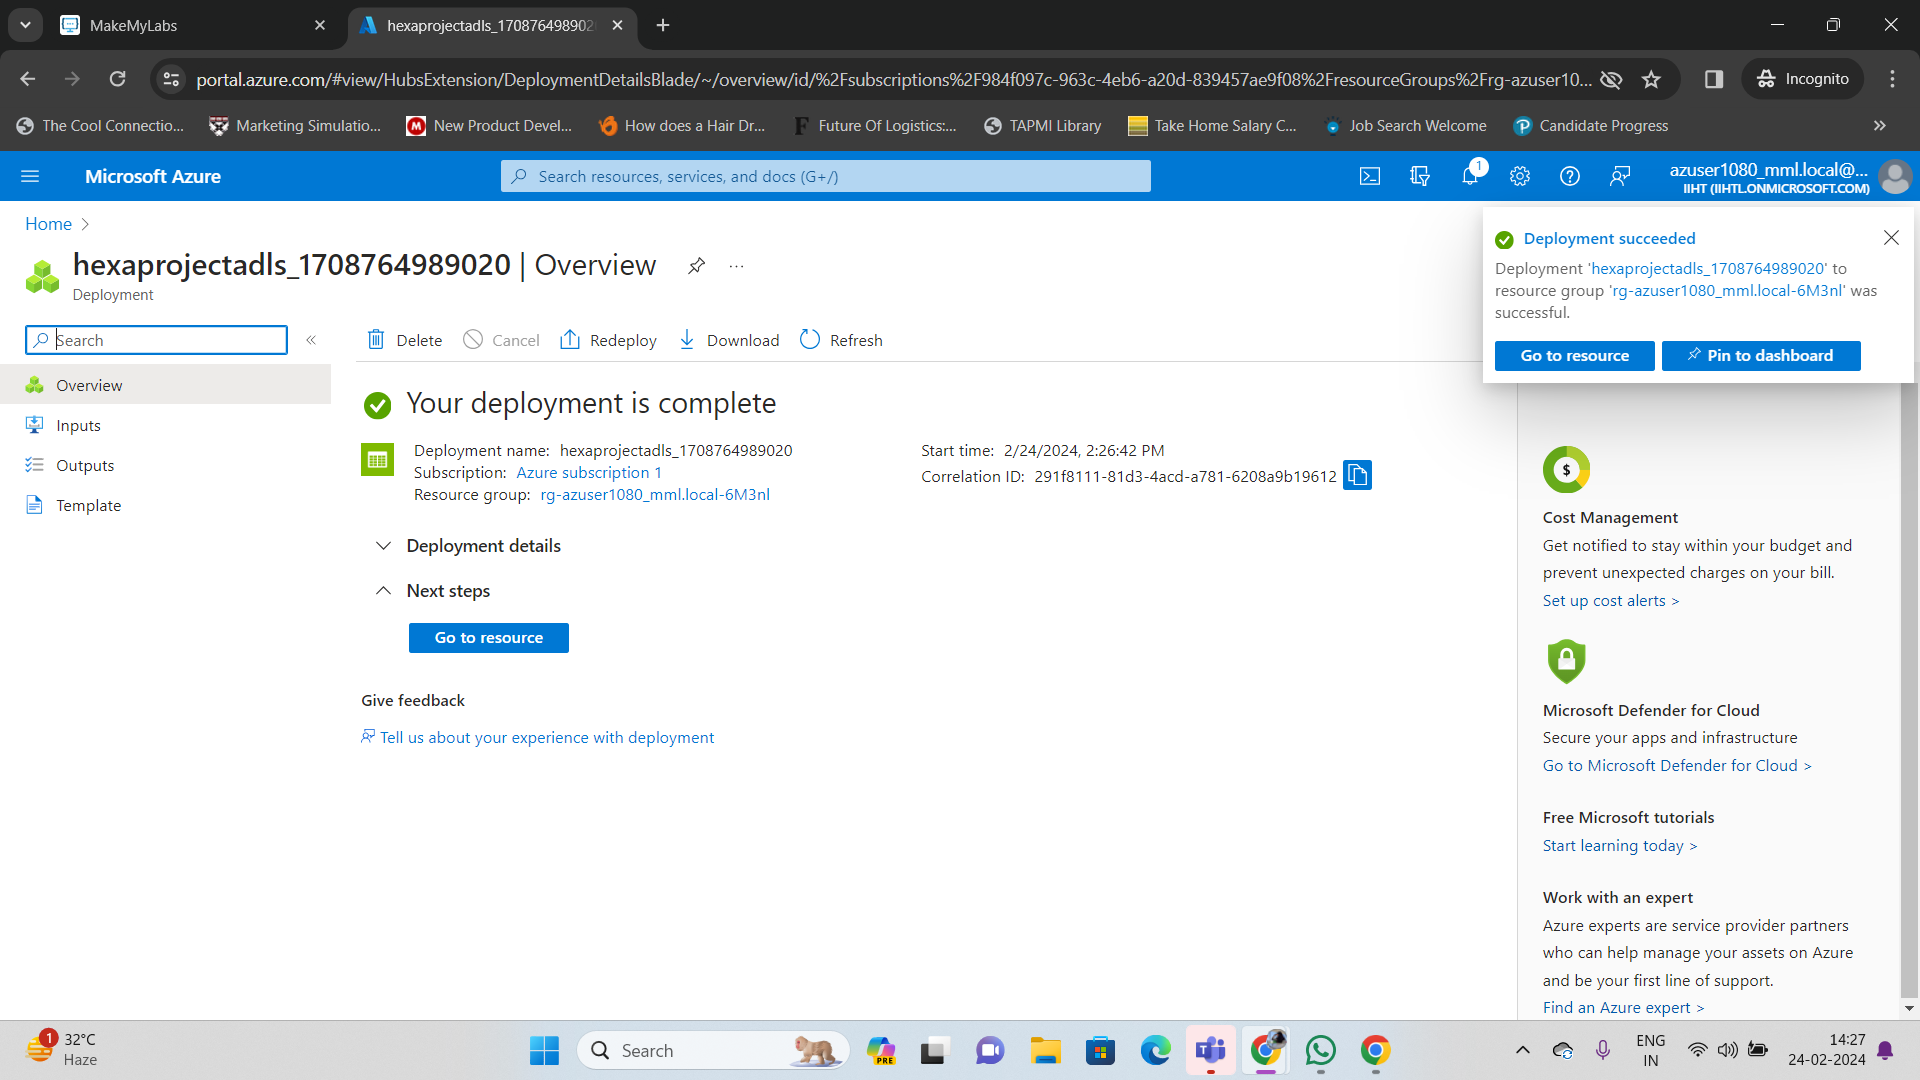 MakeMyLabs
hexaprojectadls_170876498902
portal.azure.com/#view/HubsExtension/DeploymentDetailsBlade/~/overview/id/%2Fsubscriptions%2F984f097c-963c-4eb6-a20d-839457ae9f08%2FresourceGroups%2Frg-azuser10...
Incognito
The Cool Connectio...
Marketing Simulatio...
New Product Devel...
How does a Hair Dr...
Future Of Logistics:...
TAPMI Library
Take Home Salary C...
Job Search Welcome
Candidate Progress
Microsoft Azure
Search resources, services, and docs (G+/)
1
azuser1080_mml.local@...
IIHT (IIHTL.ONMICROSOFT.COM)
Home
hexaprojectadls_1708764989020 | Overview
Deployment
Search
Overview
Inputs
Outputs
Template
Delete
Cancel
Redeploy
Download
Refresh
Your deployment is complete
Deployment name: hexaprojectadls_1708764989020
Subscription: Azure subscription 1
Resource group: rg-azuser1080_mml.local-6M3nl
Start time: 2/24/2024, 2:26:42 PM
Correlation ID: 291f8111-81d3-4acd-a781-6208a9b19612
Deployment details
Next steps
Go to resource
Give feedback
Tell us about your experience with deployment
Deployment succeeded
Deployment 'hexaprojectadls_1708764989020' to
resource group 'rg-azuser1080_mml.local-6M3nl' was
successful.
Go to resource
Pin to dashboard
$
Cost Management
Get notified to stay within your budget and
prevent unexpected charges on your bill.
Set up cost alerts >
Microsoft Defender for Cloud
Secure your apps and infrastructure
Go to Microsoft Defender for Cloud >
Free Microsoft tutorials
Start learning today >
Work with an expert
Azure experts are service provider partners
who can help manage your assets on Azure
and be your first line of support.
Find an Azure expert >
1
32°C
Haze
Search
PRE
ENG
IN
14:27
24-02-2024